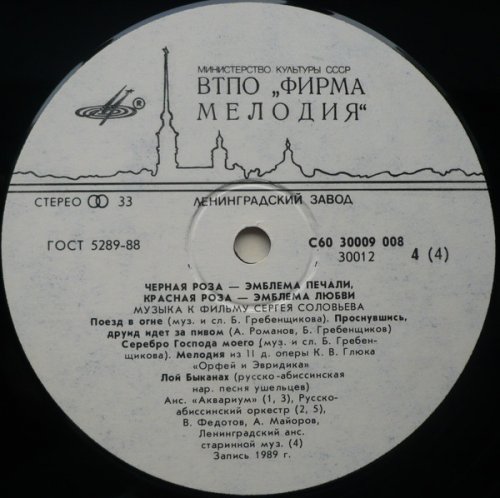 МИНИСТЕРСТВО КУЛЬТУРЫ СССР
ВТПО „ФИРМА
МЕЛОДИЯ“
®
СТЕРЕО 33
ЛЕНИНГРАДСКИЙ ЗАВОД
ГОСТ 5289-88
С60 30009 008
30012 4 (4)
ЧЕРНАЯ РОЗА — ЭМБЛЕМА ПЕЧАЛИ,
КРАСНАЯ РОЗА — ЭМБЛЕМА ЛЮБВИ
МУЗЫКА К ФИЛЬМУ СЕРГЕЯ СОЛОВЬЕВА
Поезд в огне (муз. и сл. Б. Гребенщикова). Проснувшись,
друид идет за пивом (А. Романов, Б. Гребенщиков)
Серебро Господа моего (муз. и сл. Б. Гребен-
щикова). Мелодия из II д. оперы К. В. Глюка
«Орфей и Эвридика»
Лой Быканах (русско-абиссинская
нар. песня ушельцев)
Анс. «Аквариум» (1, 3), Русско-
абиссинский оркестр (2, 5),
В. Федотов, А. Майоров,
Ленинградский анс.
старинной муз. (4)
Запись 1989 г.